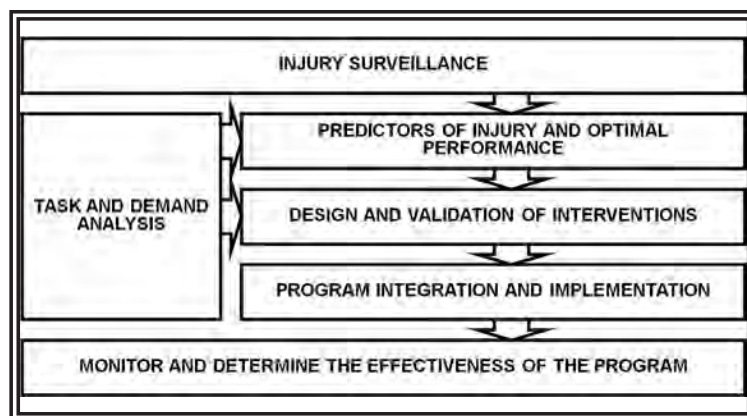 INJURY SURVEILLANCE
PREDICTORS OF INJURY AND OPTIMAL
PERFORMANCE
TASK AND DEMAND
ANALYSIS
DESIGN AND VALIDATION OF INTERVENTIONS
PROGRAM INTEGRATION AND IMPLEMENTATION
MONITOR AND DETERMINE THE EFFECTIVENESS OF THE PROGRAM